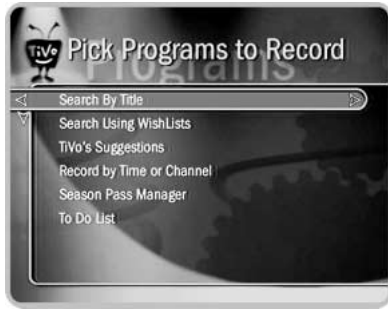 TiVo
Pick Programs to Record
Programs
Search By Title
Search Using WishLists
TiVo's Suggestions
Record by Time or Channel
Season Pass Manager
To Do List